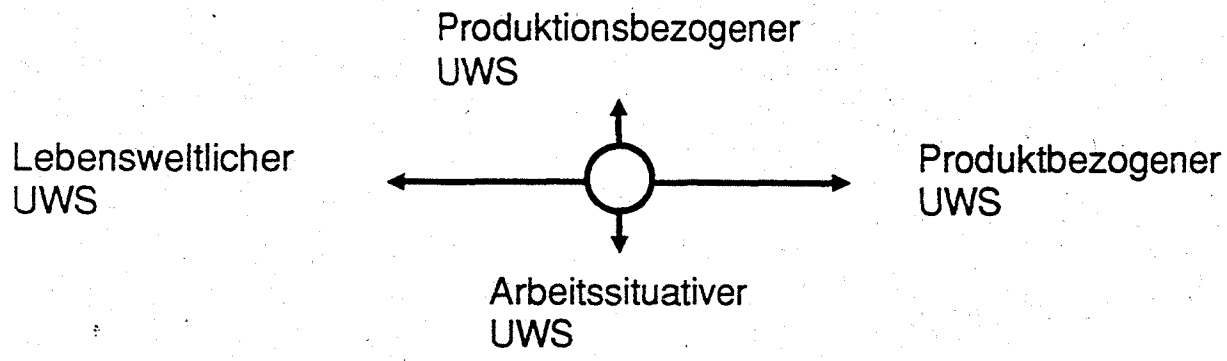 Produktionsbezogener
UWS
Lebensweltlicher
UWS
Produktbezogener
UWS
Arbeitssituativer
UWS